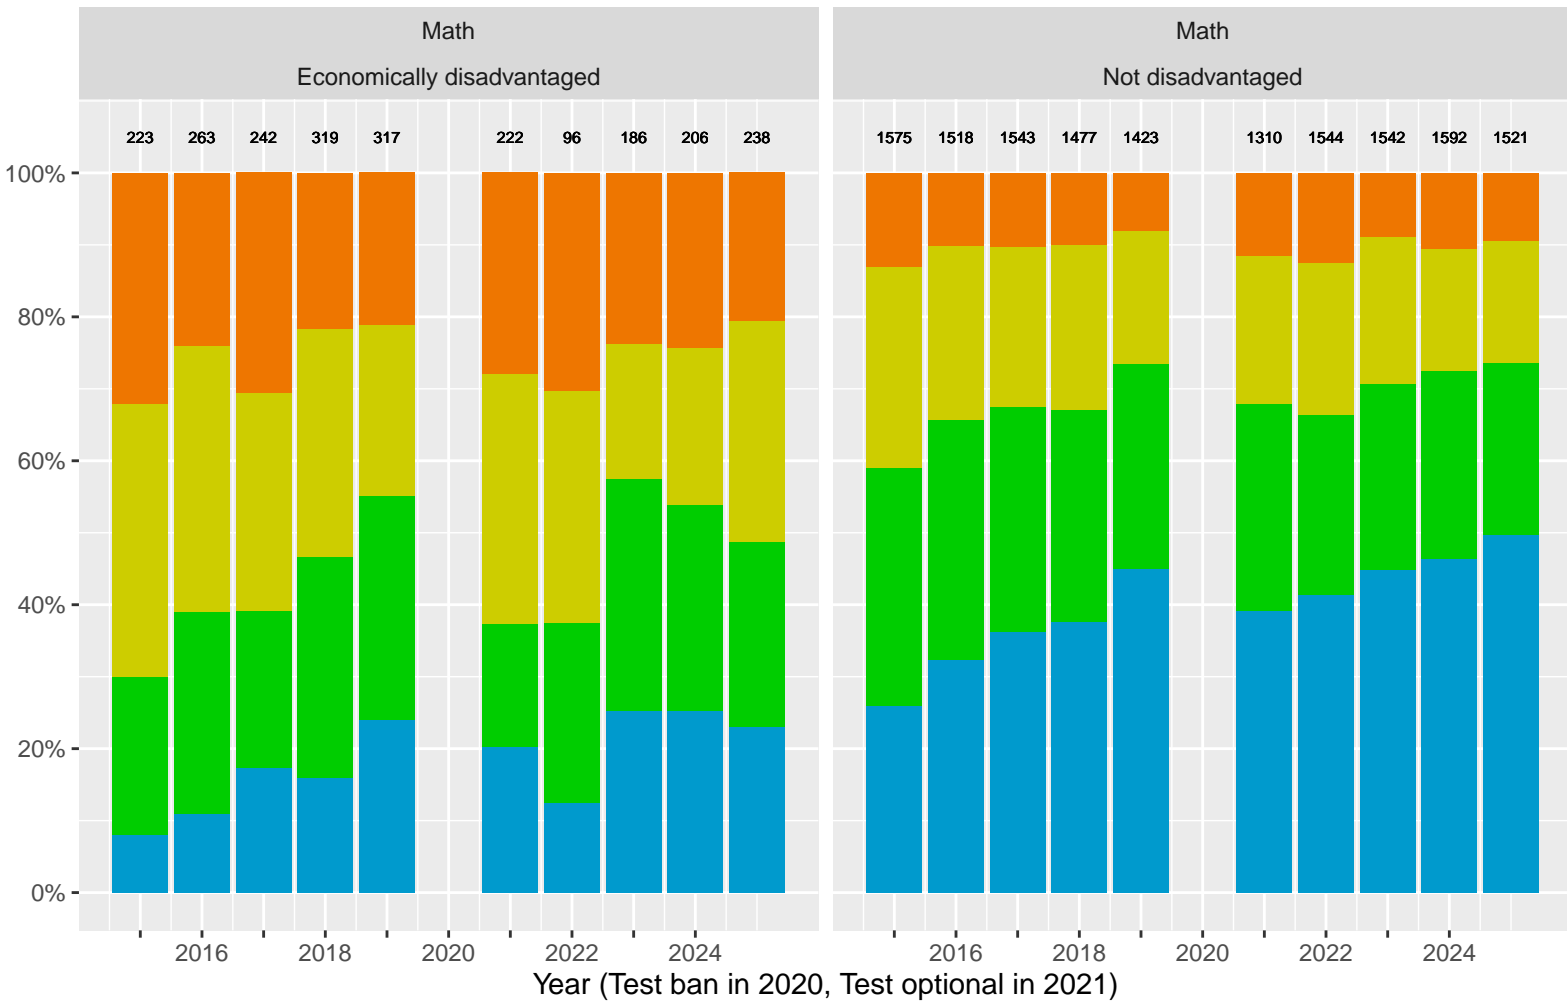 Math
Math
Economically disadvantaged
Not disadvantaged
223 263 242 319 317 222 96 186 206 238
1575 1518 1543 1477 1423 1310 1544 1542 1592 1521
100%
80%
60%
40%
20%
0%
2016 2018 2020 2022 2024
2016 2018 2020 2022 2024
Year (Test ban in 2020, Test optional in 2021)